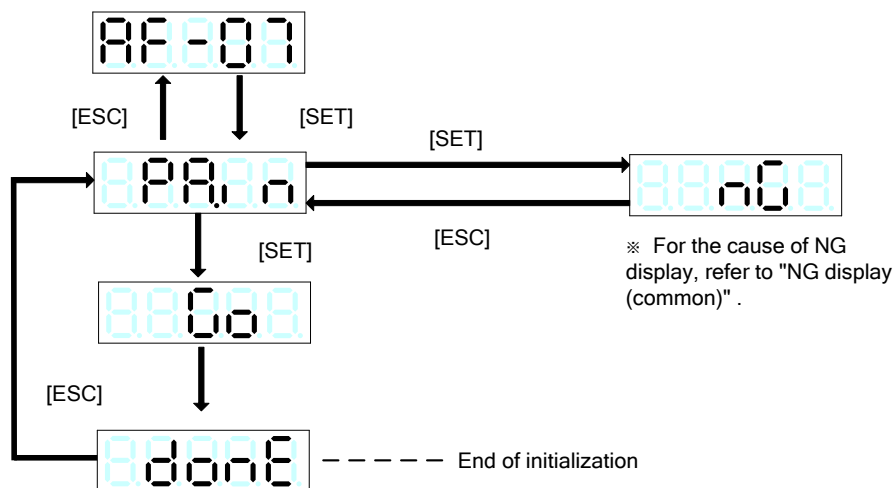 AF-07
[ESC]
[SET]
[SET]
PA.in
nG
[ESC]
[SET]
※ For the cause of NG
display, refer to "NG display
(common)" .
Go
[ESC]
donE
End of initialization